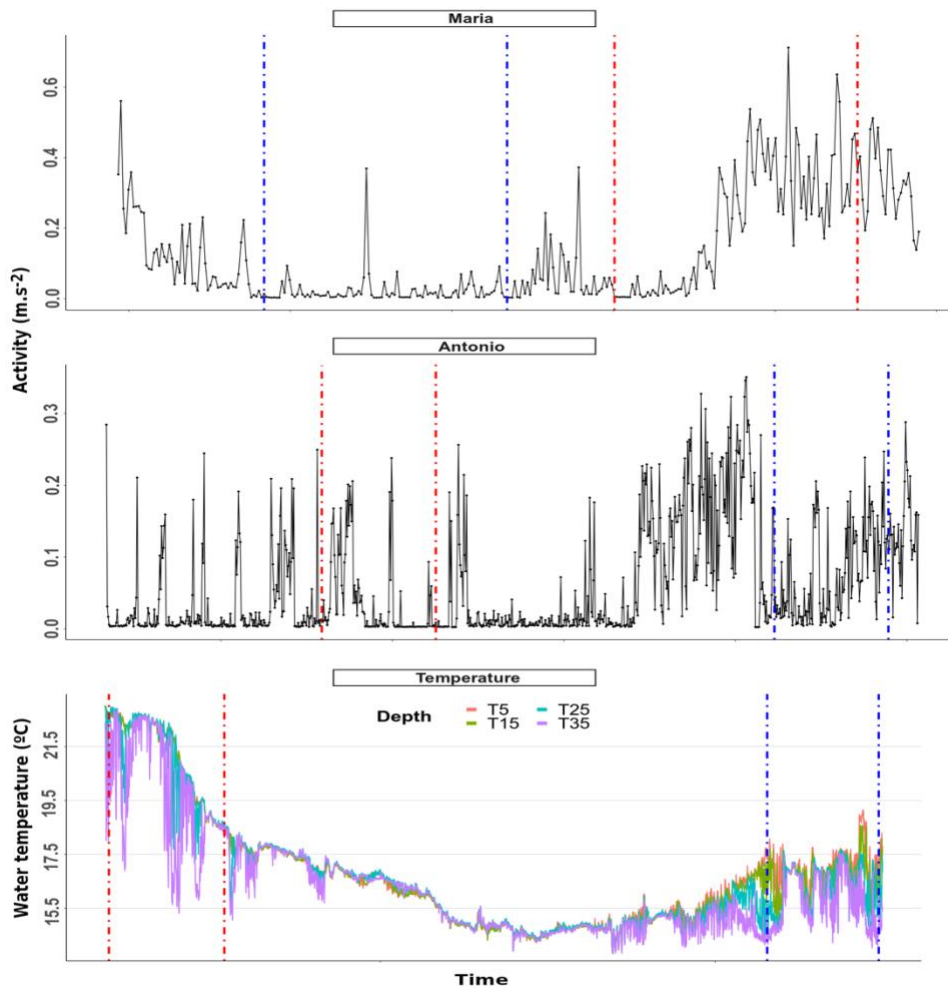 Maria
0.6
0.4
0.2
0.0
Activity (m.s-2)
Antonio
0.3
0.2
0.1
0.0
Temperature
Depth
T5 T25
T15 T35
Water temperature (ºC)
21.5
19.5
17.5
15.5
Time